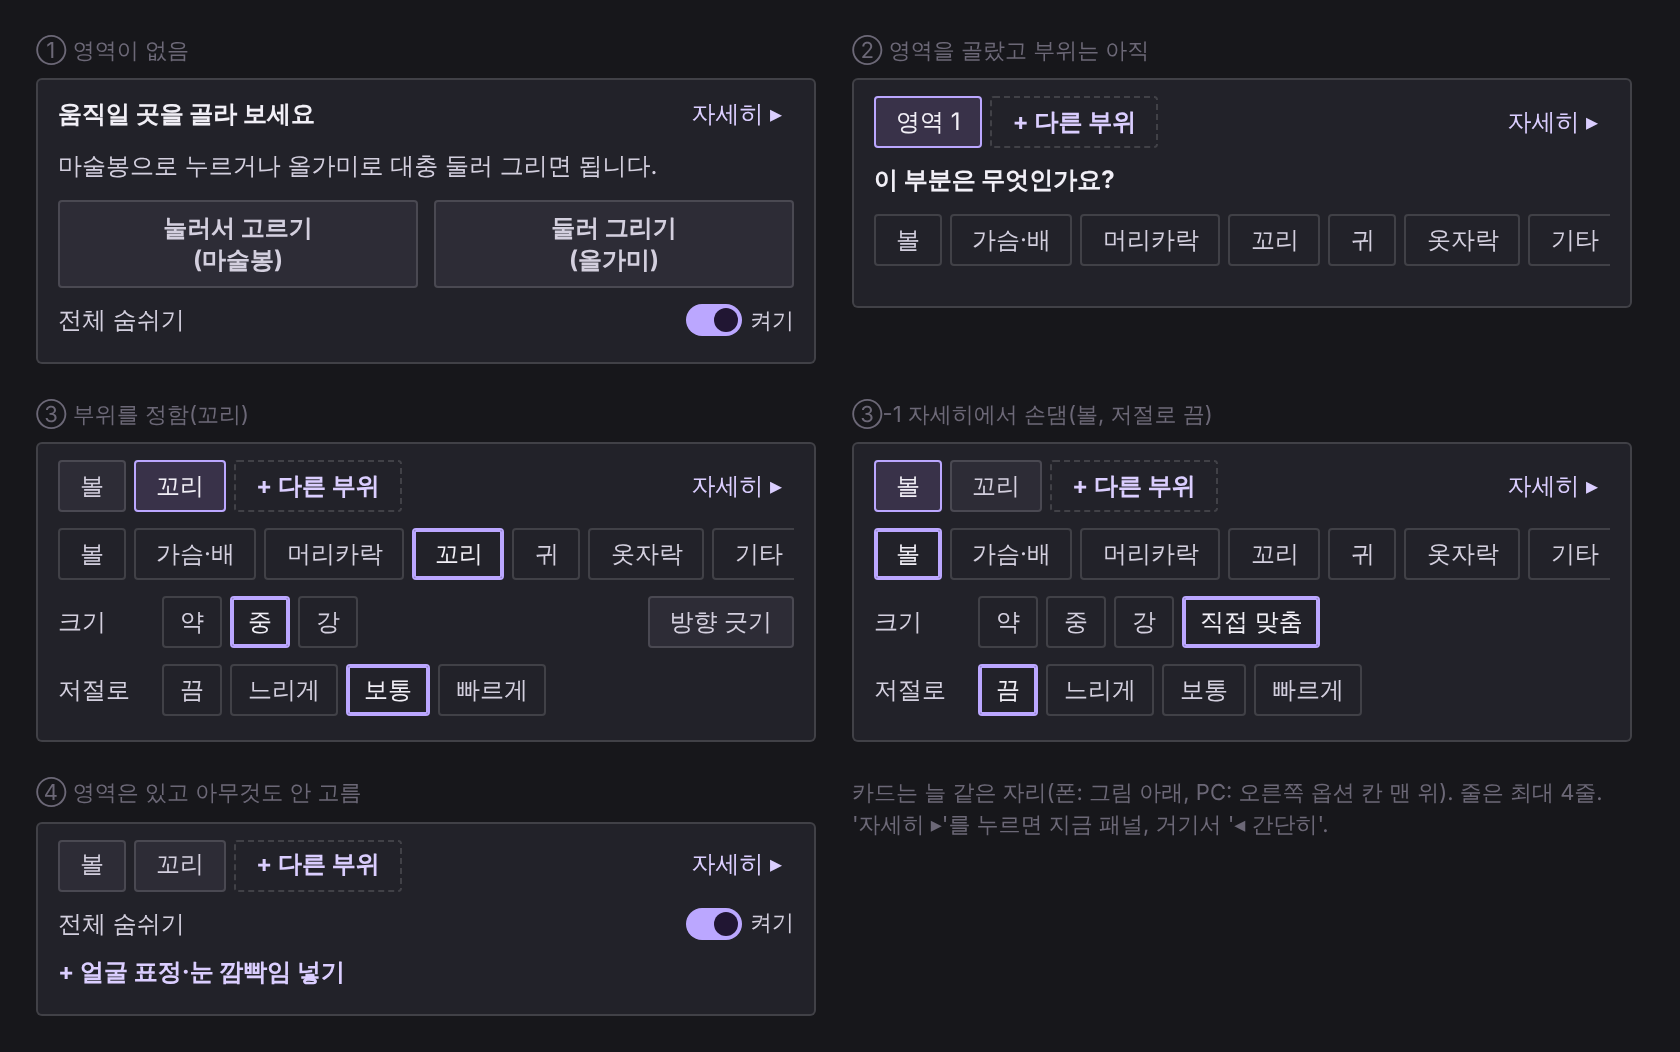 ① 영역이 없음
움직일 곳을 골라 보세요 자세히 ▸
마술봉으로 누르거나 올가미로 대충 둘러 그리면 됩니다.
눌러서 고르기
(마술봉)
둘러 그리기
(올가미)
전체 숨쉬기 켜기
② 영역을 골랐고 부위는 아직
영역 1 + 다른 부위 자세히 ▸
이 부분은 무엇인가요?
볼 가슴·배 머리카락 꼬리 귀 옷자락 기타
③ 부위를 정함(꼬리)
볼 꼬리 + 다른 부위 자세히 ▸
볼 가슴·배 머리카락 꼬리 귀 옷자락 기타
크기 약 중 강 방향 긋기
저절로 끔 느리게 보통 빠르게
③-1 자세히에서 손댐(볼, 저절로 끔)
볼 꼬리 + 다른 부위 자세히 ▸
볼 가슴·배 머리카락 꼬리 귀 옷자락 기타
크기 약 중 강 직접 맞춤
저절로 끔 느리게 보통 빠르게
④ 영역은 있고 아무것도 안 고름
볼 꼬리 + 다른 부위 자세히 ▸
전체 숨쉬기 켜기
+ 얼굴 표정·눈 깜빡임 넣기
카드는 늘 같은 자리(폰: 그림 아래, PC: 오른쪽 옵션 칸 맨 위). 줄은 최대 4줄.
'자세히 ▸'를 누르면 지금 패널, 거기서 '◂ 간단히'.